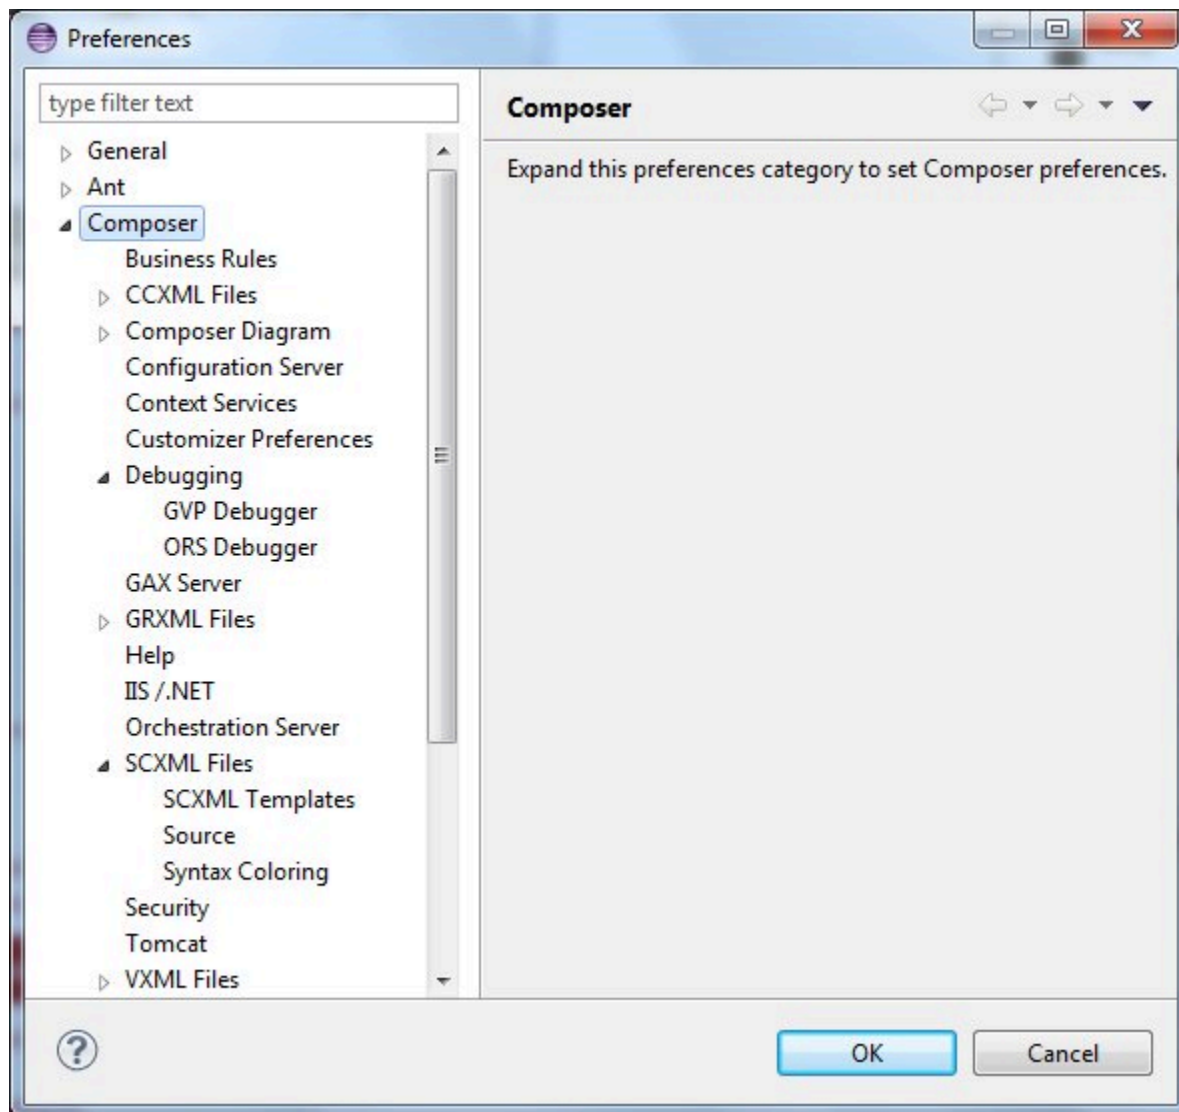 Preferences
type filter text
General
Ant
Composer
Business Rules
CCXML Files
Composer Diagram
Configuration Server
Context Services
Customizer Preferences
Debugging
GVP Debugger
ORS Debugger
GAX Server
GRXML Files
Help
IIS /.NET
Orchestration Server
SCXML Files
SCXML Templates
Source
Syntax Coloring
Security
Tomcat
VXML Files
Composer
Expand this preferences category to set Composer preferences.
OK
Cancel